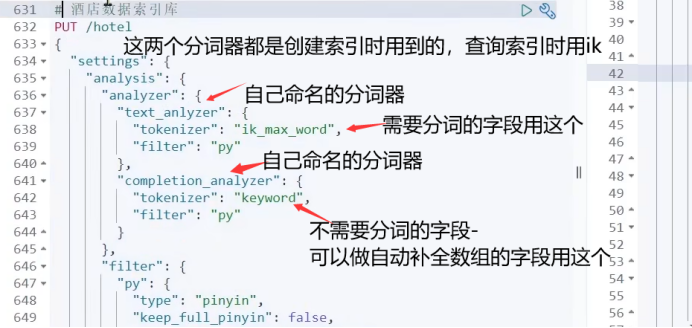 631 # 酒店数据索引库
632 PUT /hotel
633 {
这两个分词器都是创建索引时用到的，查询索引时用ik
634 "settings": {
635 "analysis": {
636 "analyzer": {
自己命名的分词器
637 "text_anlyzer": {
638 "tokenizer": "ik_max_word",
需要分词的字段用这个
639 "filter": "py"
640 },
自己命名的分词器
641 "completion_analyzer": {
642 "tokenizer": "keyword",
643 "filter": "py"
不需要分词的字段-
644 }
可以做自动补全数组的字段用这个
645 },
646 "filter": {
647 "py": {
648 "type": "pinyin",
649 "keep_full_pinyin": false,
38
39
40
41
42
43
44
45
46
47
48
49
50
51
52
53
54